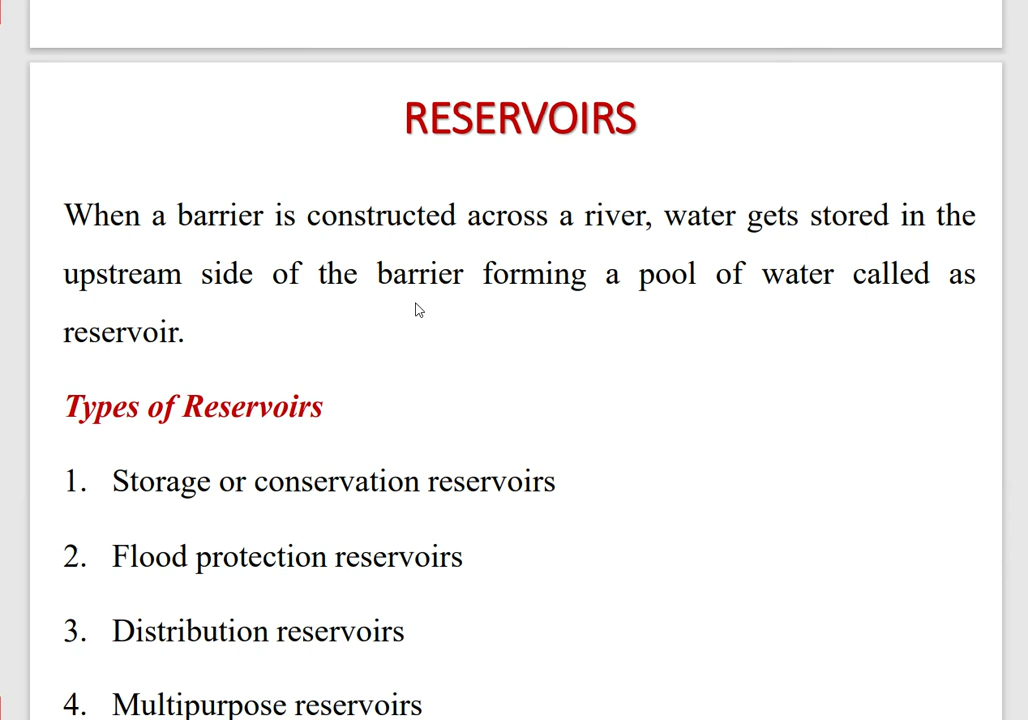 RESERVOIRS
When a barrier is constructed across a river, water gets stored in the
upstream side of the barrier forming a pool of water called as
reservoir.
Types of Reservoirs
1. Storage or conservation reservoirs
2. Flood protection reservoirs
3. Distribution reservoirs
4. Multipurpose reservoirs